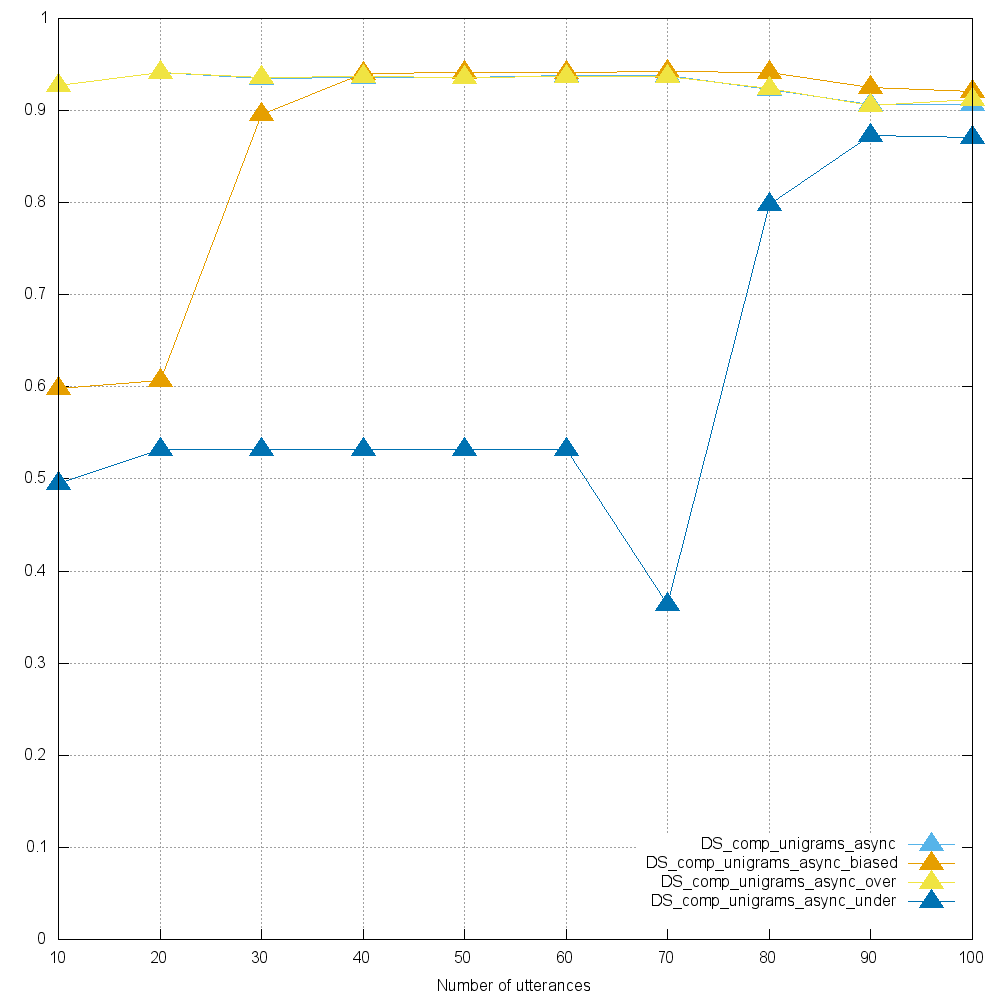 1
0.9
0.8
0.7
0.6
0.5
0.4
0.3
0.2
0.1
0
DS_comp_unigrams_async
DS_comp_unigrams_async_biased
DS_comp_unigrams_async_over
DS_comp_unigrams_async_under
10 20 30 40 50 60 70 80 90 100
Number of utterances